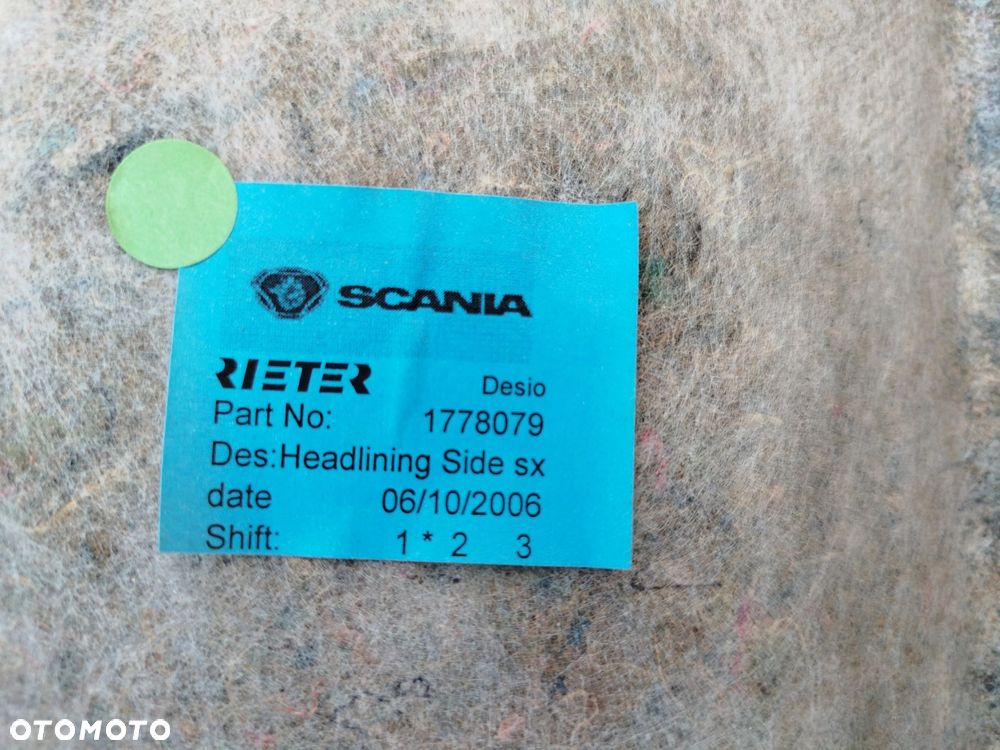 SCANIA
RIETER Desio
Part No: 1778079
Des:Headlining Side sx
date 06/10/2006
Shift: 1 * 2 3
OTOMOTO